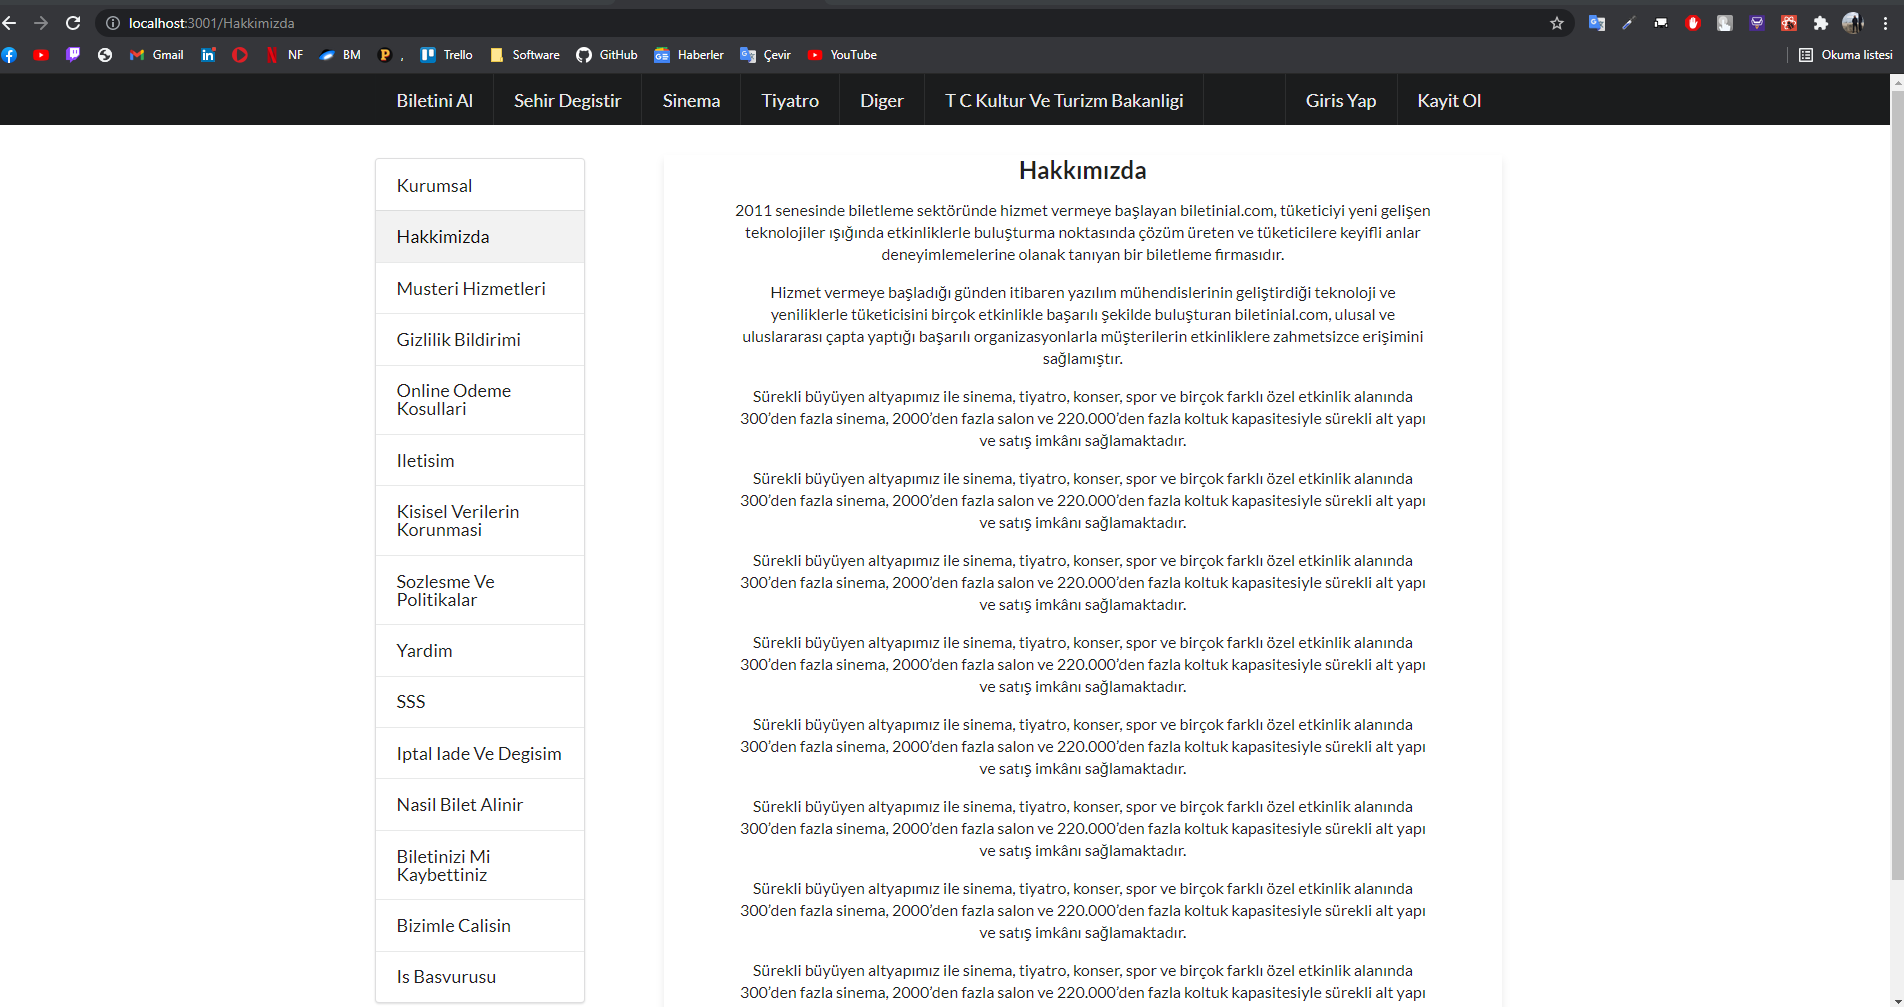 localhost:3001/Hakkimizda
Gmail NF BM , Trello Software GitHub Haberler Çevir YouTube Okuma listesi
Biletini Al Sehir Degistir Sinema Tiyatro Diger T C Kultur Ve Turizm Bakanligi Giris Yap Kayit Ol
Kurumsal
Hakkimizda
Musteri Hizmetleri
Gizlilik Bildirimi
Online Odeme
Kosullari
Iletisim
Kisisel Verilerin
Korunmasi
Sozlesme Ve
Politikalar
Yardim
SSS
Iptal Iade Ve Degisim
Nasil Bilet Alinir
Biletinizi Mi
Kaybettiniz
Bizimle Calisin
Is Basvurusu
Hakkımızda
2011 senesinde biletleme sektöründe hizmet vermeye başlayan biletinial.com, tüketiciyi yeni gelişen
teknolojiler ışığında etkinliklerle buluşturma noktasında çözüm üreten ve tüketicilere keyifli anlar
deneyimlemelerine olanak tanıyan bir biletleme firmasıdır.
Hizmet vermeye başladığı günden itibaren yazılım mühendislerinin geliştirdiği teknoloji ve
yeniliklerle tüketicisini birçok etkinlikle başarılı şekilde buluşturan biletinial.com, ulusal ve
uluslararası çapta yaptığı başarılı organizasyonlarla müşterilerin etkinliklere zahmetsizce erişimini
sağlamıştır.
Sürekli büyüyen altyapımız ile sinema, tiyatro, konser, spor ve birçok farklı özel etkinlik alanında
300’den fazla sinema, 2000’den fazla salon ve 220.000’den fazla koltuk kapasitesiyle sürekli alt yapı
ve satış imkânı sağlamaktadır.
Sürekli büyüyen altyapımız ile sinema, tiyatro, konser, spor ve birçok farklı özel etkinlik alanında
300’den fazla sinema, 2000’den fazla salon ve 220.000’den fazla koltuk kapasitesiyle sürekli alt yapı
ve satış imkânı sağlamaktadır.
Sürekli büyüyen altyapımız ile sinema, tiyatro, konser, spor ve birçok farklı özel etkinlik alanında
300’den fazla sinema, 2000’den fazla salon ve 220.000’den fazla koltuk kapasitesiyle sürekli alt yapı
ve satış imkânı sağlamaktadır.
Sürekli büyüyen altyapımız ile sinema, tiyatro, konser, spor ve birçok farklı özel etkinlik alanında
300’den fazla sinema, 2000’den fazla salon ve 220.000’den fazla koltuk kapasitesiyle sürekli alt yapı
ve satış imkânı sağlamaktadır.
Sürekli büyüyen altyapımız ile sinema, tiyatro, konser, spor ve birçok farklı özel etkinlik alanında
300’den fazla sinema, 2000’den fazla salon ve 220.000’den fazla koltuk kapasitesiyle sürekli alt yapı
ve satış imkânı sağlamaktadır.
Sürekli büyüyen altyapımız ile sinema, tiyatro, konser, spor ve birçok farklı özel etkinlik alanında
300’den fazla sinema, 2000’den fazla salon ve 220.000’den fazla koltuk kapasitesiyle sürekli alt yapı
ve satış imkânı sağlamaktadır.
Sürekli büyüyen altyapımız ile sinema, tiyatro, konser, spor ve birçok farklı özel etkinlik alanında
300’den fazla sinema, 2000’den fazla salon ve 220.000’den fazla koltuk kapasitesiyle sürekli alt yapı
ve satış imkânı sağlamaktadır.
Sürekli büyüyen altyapımız ile sinema, tiyatro, konser, spor ve birçok farklı özel etkinlik alanında
300’den fazla sinema, 2000’den fazla salon ve 220.000’den fazla koltuk kapasitesiyle sürekli alt yapı